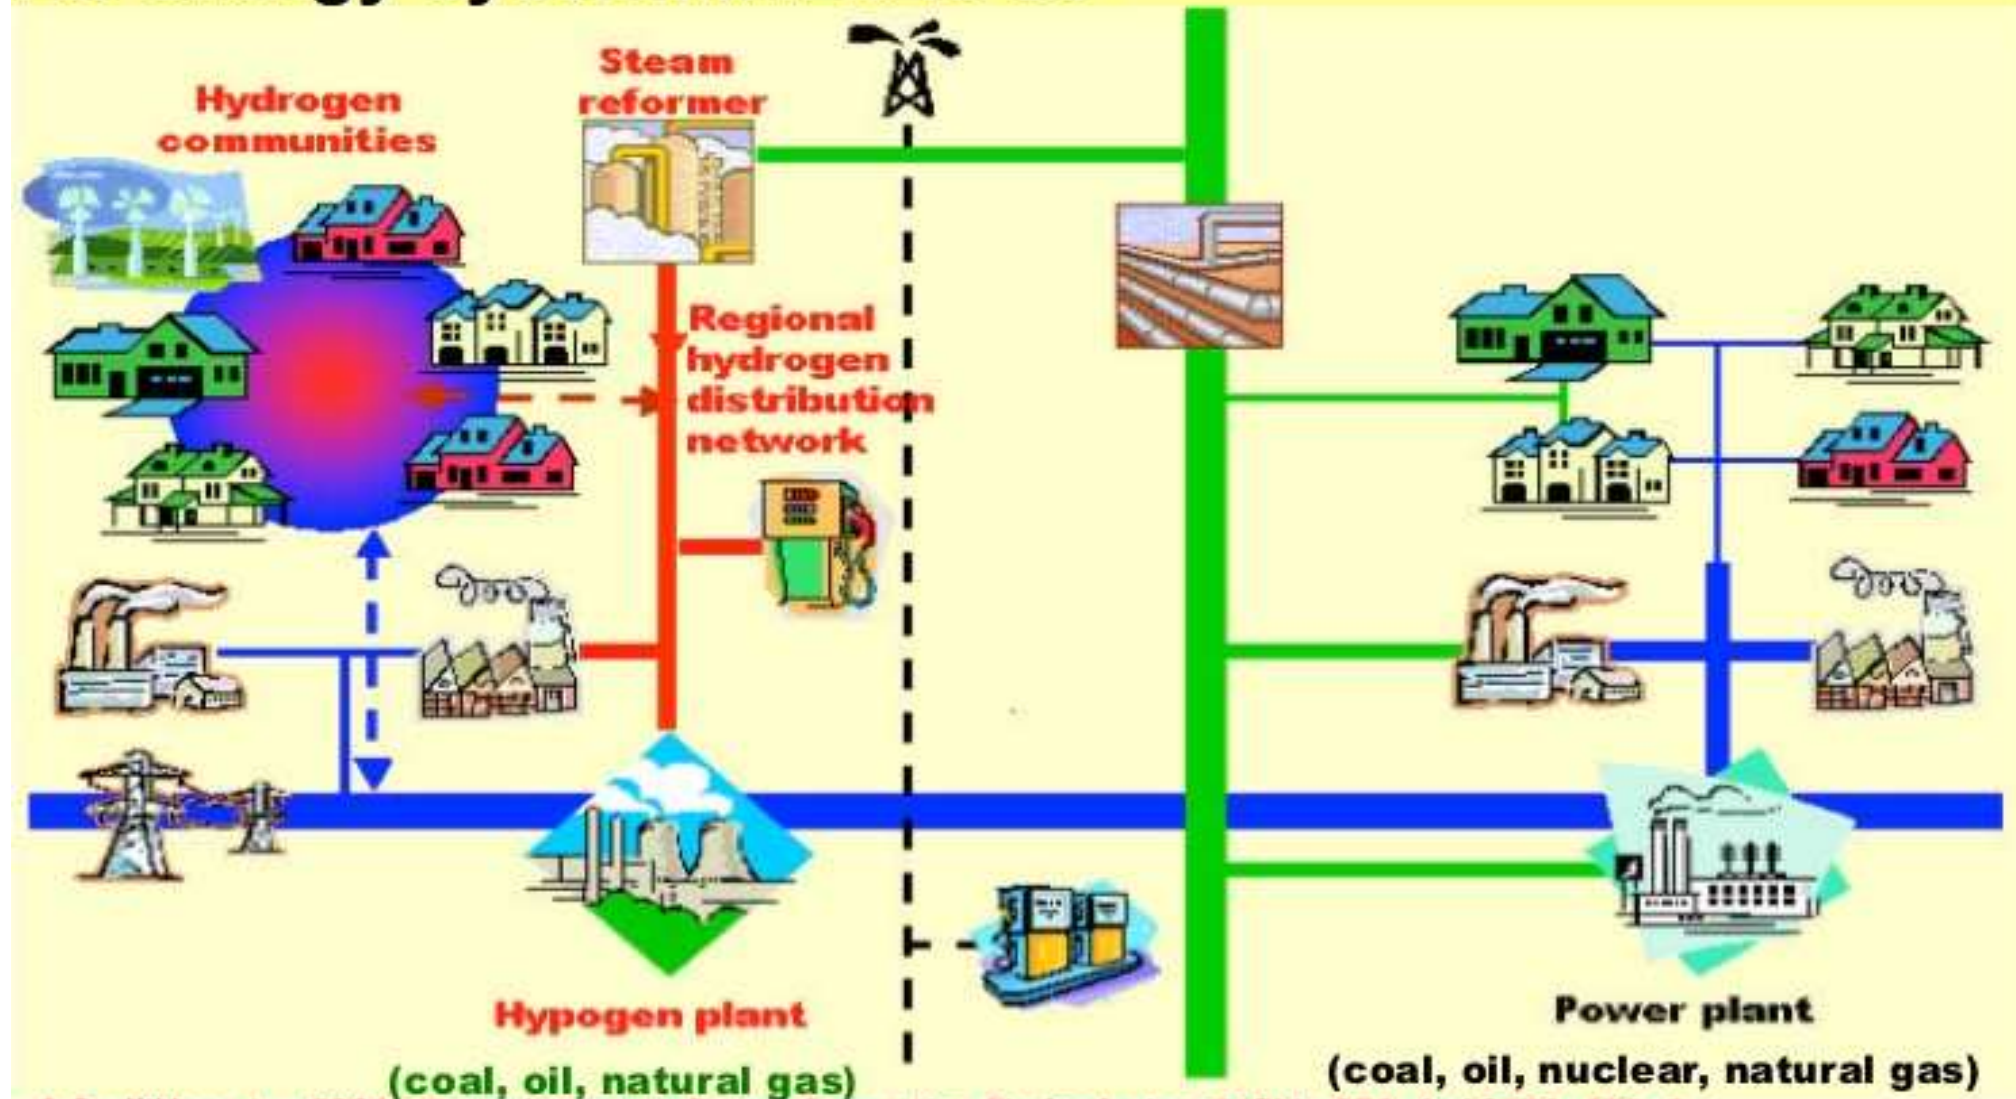 Steam
reformer
Hydrogen
communities
Regional
hydrogen
distribution
network
Hypogen plant
(coal, oil, natural gas)
Power plant
(coal, oil, nuclear, natural gas)